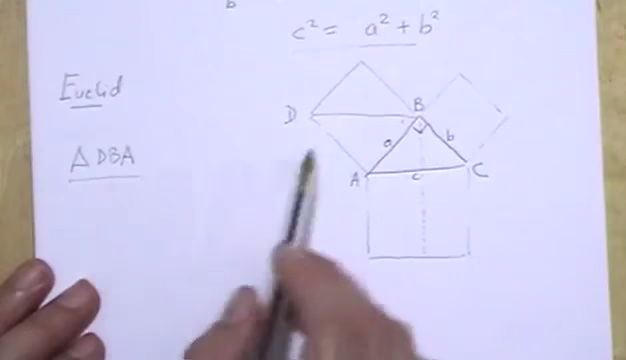 b
c² = a² + b²
Euclid
B
D
a
b
Δ DBA
A
c
C